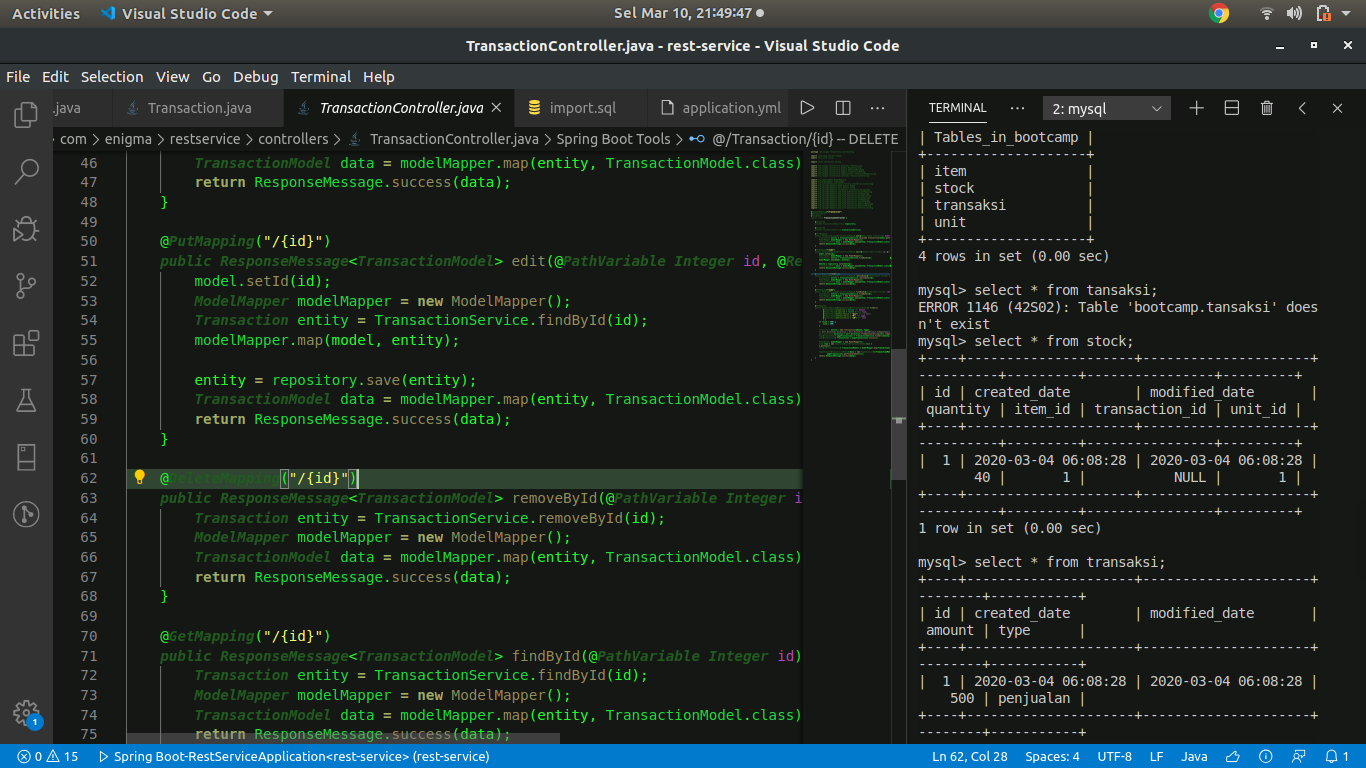 Activities
Visual Studio Code
Sel Mar 10, 21:49:47
TransactionController.java - rest-service - Visual Studio Code
File Edit Selection View Go Debug Terminal Help
.java
Transaction.java
TransactionController.java
import.sql
application.yml
com > enigma > restservice > controllers > TransactionController.java > Spring Boot Tools > @/Transaction/{id} -- DELETE
46 TransactionModel data = modelMapper.map(entity, TransactionModel.class)
47 return ResponseMessage.success(data);
48 }
49
50 @PutMapping("/{id}")
51 public ResponseMessage<TransactionModel> edit(@PathVariable Integer id, @Re
52 model.setId(id);
53 ModelMapper modelMapper = new ModelMapper();
54 Transaction entity = TransactionService.findById(id);
55 modelMapper.map(model, entity);
56
57 entity = repository.save(entity);
58 TransactionModel data = modelMapper.map(entity, TransactionModel.class)
59 return ResponseMessage.success(data);
60 }
61
62 @DeleteMapping("/{id}")
63 public ResponseMessage<TransactionModel> removeById(@PathVariable Integer i
64 Transaction entity = TransactionService.removeById(id);
65 ModelMapper modelMapper = new ModelMapper();
66 TransactionModel data = modelMapper.map(entity, TransactionModel.class)
67 return ResponseMessage.success(data);
68 }
69
70 @GetMapping("/{id}")
71 public ResponseMessage<TransactionModel> findById(@PathVariable Integer id)
72 Transaction entity = TransactionService.findById(id);
73 ModelMapper modelMapper = new ModelMapper();
74 TransactionModel data = modelMapper.map(entity, TransactionModel.class)
75 return ResponseMessage.success(data);
TERMINAL
2: mysql
| Tables_in_bootcamp |
+--------------------+
| item |
| stock |
| transaksi |
| unit |
+--------------------+
4 rows in set (0.00 sec)
mysql> select * from tansaksi;
ERROR 1146 (42S02): Table 'bootcamp.tansaksi' does
n't exist
mysql> select * from stock;
+----+---------------------+---------------------+
----------+---------+----------------+---------+
| id | created_date | modified_date |
quantity | item_id | transaction_id | unit_id |
+----+---------------------+---------------------+
----------+---------+----------------+---------+
| 1 | 2020-03-04 06:08:28 | 2020-03-04 06:08:28 |
40 | 1 | NULL | 1 |
+----+---------------------+---------------------+
----------+---------+----------------+---------+
1 row in set (0.00 sec)
mysql> select * from transaksi;
+----+---------------------+---------------------+
--------+-----------+
| id | created_date | modified_date |
amount | type |
+----+---------------------+---------------------+
--------+-----------+
| 1 | 2020-03-04 06:08:28 | 2020-03-04 06:08:28 |
500 | penjualan |
+----+---------------------+---------------------+
--------+-----------+
1
0 15 Spring Boot-RestServiceApplication<rest-service> (rest-service) Ln 62, Col 28 Spaces: 4 UTF-8 LF Java 1